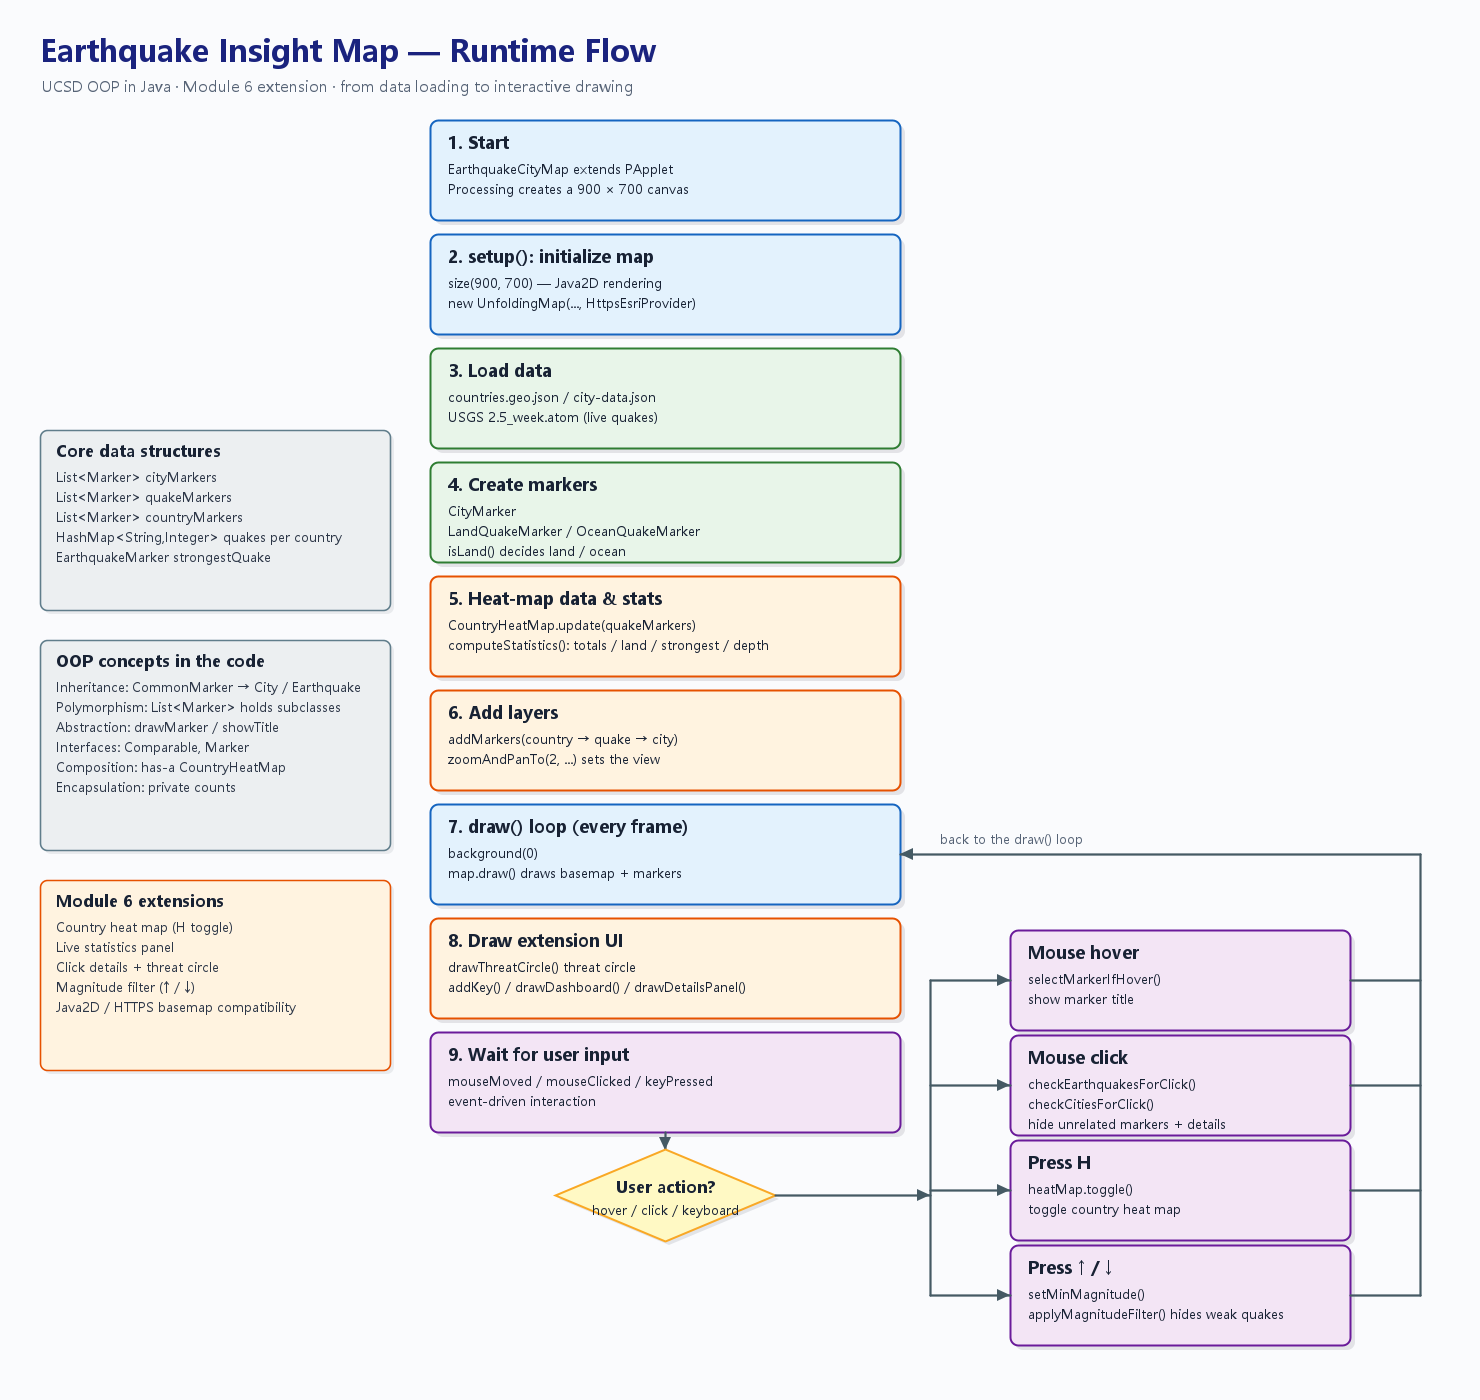 Earthquake Insight Map — Runtime Flow
UCSD OOP in Java · Module 6 extension · from data loading to interactive drawing
1. Start
EarthquakeCityMap extends PApplet
Processing creates a 900 × 700 canvas
2. setup(): initialize map
size(900, 700) — Java2D rendering
new UnfoldingMap(..., HttpsEsriProvider)
3. Load data
countries.geo.json / city-data.json
USGS 2.5_week.atom (live quakes)
4. Create markers
CityMarker
LandQuakeMarker / OceanQuakeMarker
isLand() decides land / ocean
5. Heat-map data & stats
CountryHeatMap.update(quakeMarkers)
computeStatistics(): totals / land / strongest / depth
6. Add layers
addMarkers(country → quake → city)
zoomAndPanTo(2, ...) sets the view
7. draw() loop (every frame)
background(0)
map.draw() draws basemap + markers
8. Draw extension UI
drawThreatCircle() threat circle
addKey() / drawDashboard() / drawDetailsPanel()
9. Wait for user input
mouseMoved / mouseClicked / keyPressed
event-driven interaction
User action?
hover / click / keyboard
Core data structures
List<Marker> cityMarkers
List<Marker> quakeMarkers
List<Marker> countryMarkers
HashMap<String,Integer> quakes per country
EarthquakeMarker strongestQuake
OOP concepts in the code
Inheritance: CommonMarker → City / Earthquake
Polymorphism: List<Marker> holds subclasses
Abstraction: drawMarker / showTitle
Interfaces: Comparable, Marker
Composition: has-a CountryHeatMap
Encapsulation: private counts
Module 6 extensions
Country heat map (H toggle)
Live statistics panel
Click details + threat circle
Magnitude filter (↑ / ↓)
Java2D / HTTPS basemap compatibility
back to the draw() loop
Mouse hover
selectMarkerIfHover()
show marker title
Mouse click
checkEarthquakesForClick()
checkCitiesForClick()
hide unrelated markers + details
Press H
heatMap.toggle()
toggle country heat map
Press ↑ / ↓
setMinMagnitude()
applyMagnitudeFilter() hides weak quakes